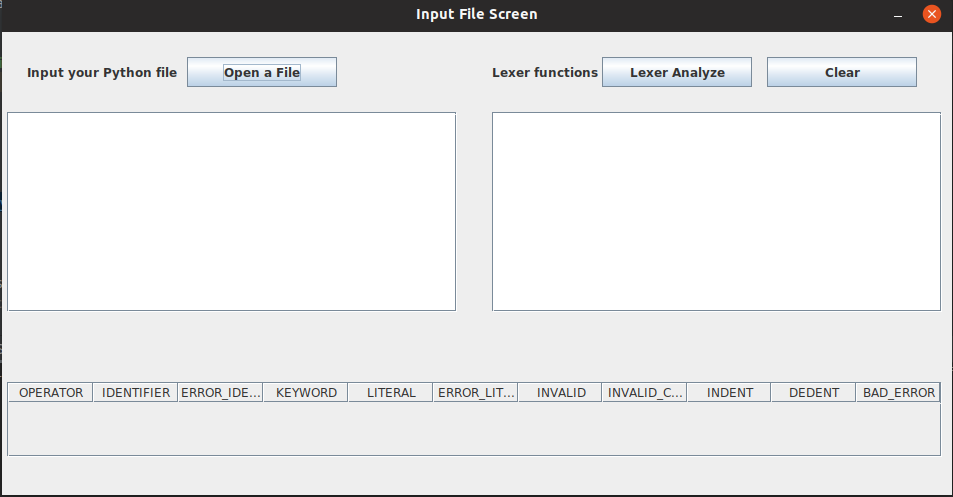 Input File Screen
Input your Python file Open a File Lexer functions Lexer Analyze Clear
OPERATOR IDENTIFIER ERROR_IDE... KEYWORD LITERAL ERROR_LIT... INVALID INVALID_C... INDENT DEDENT BAD_ERROR